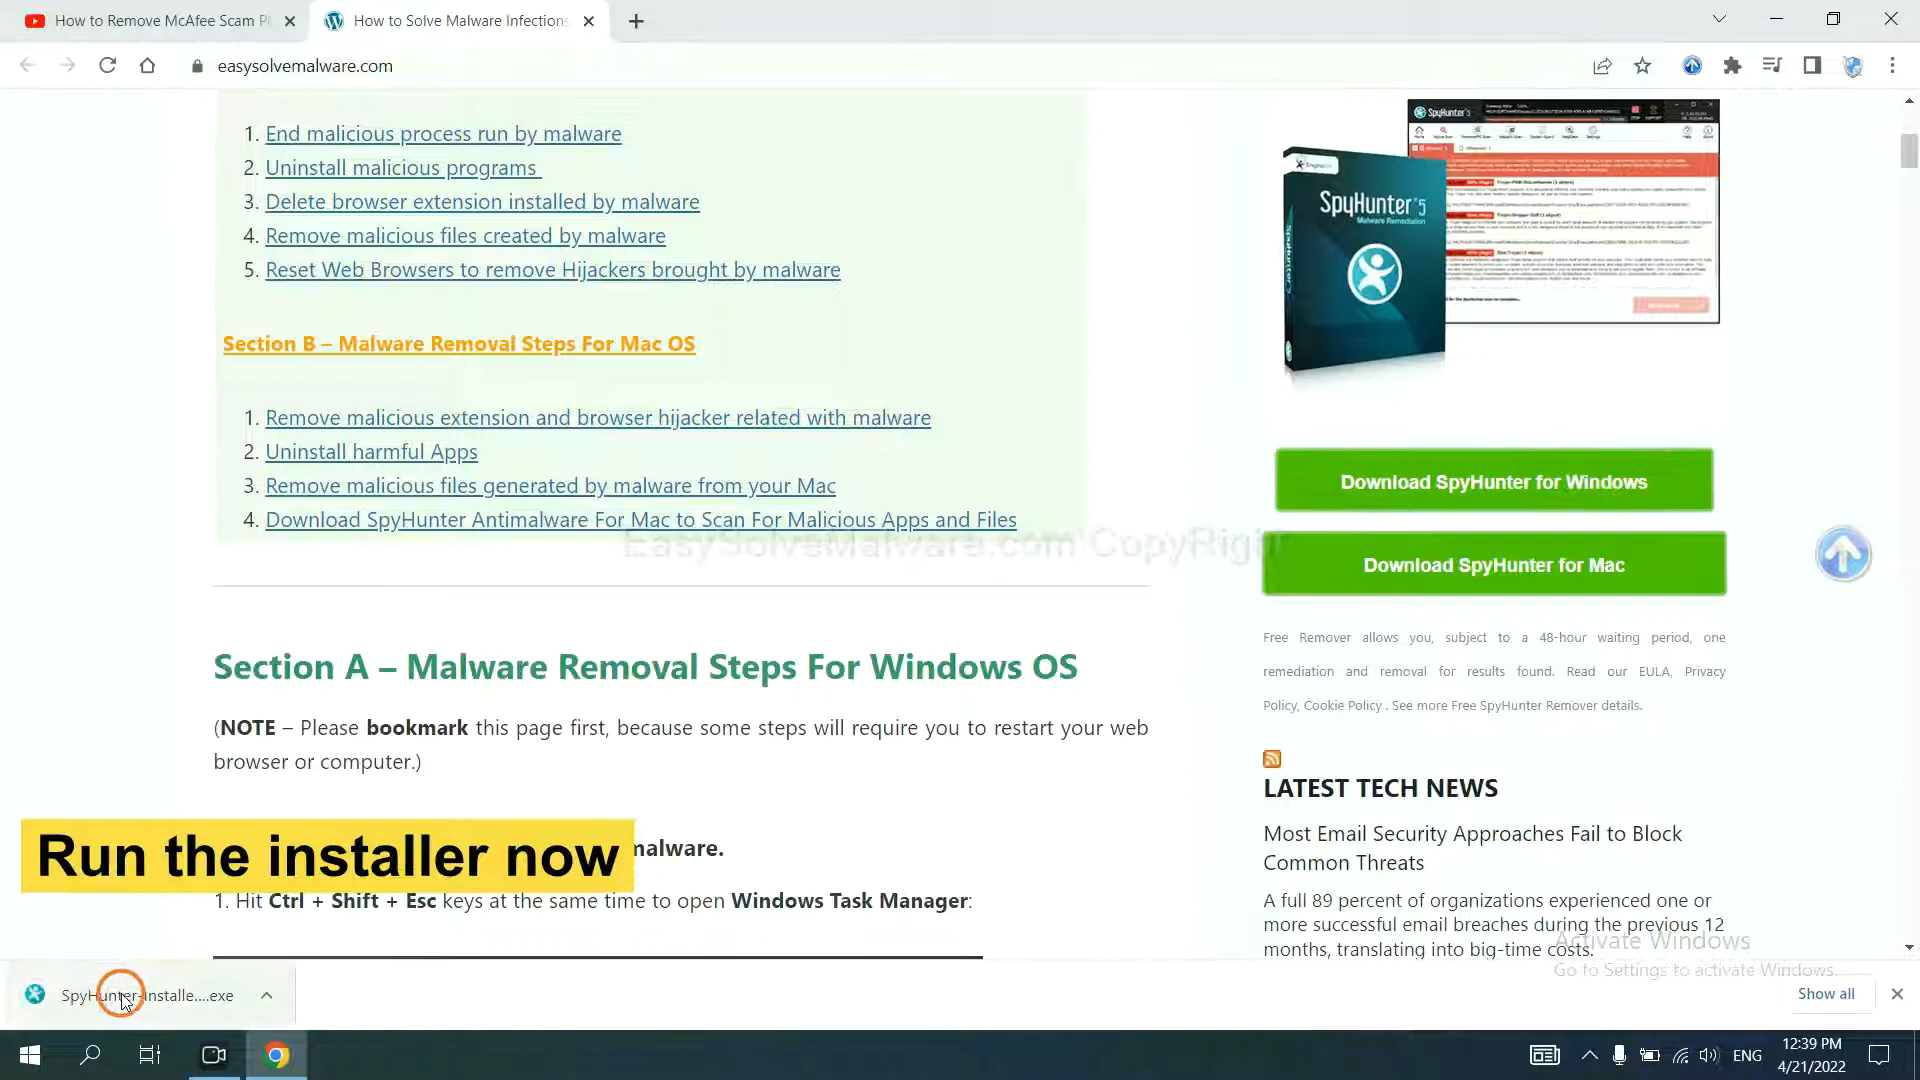 How to Remove McAfee Scam P
How to Solve Malware Infections
easysolvemalware.com
1. End malicious process run by malware
2. Uninstall malicious programs
3. Delete browser extension installed by malware
4. Remove malicious files created by malware
5. Reset Web Browsers to remove Hijackers brought by malware
Section B – Malware Removal Steps For Mac OS
1. Remove malicious extension and browser hijacker related with malware
2. Uninstall harmful Apps
3. Remove malicious files generated by malware from your Mac
4. Download SpyHunter Antimalware For Mac to Scan For Malicious Apps and Files
EasySolveMalware.com CopyRight
Section A – Malware Removal Steps For Windows OS
(NOTE – Please bookmark this page first, because some steps will require you to restart your web
browser or computer.)
Run the installer now
malware.
1. Hit Ctrl + Shift + Esc keys at the same time to open Windows Task Manager:
SpyHunter 5
SpyHunter 5
Malware Remediation
Download SpyHunter for Windows
Download SpyHunter for Mac
Free Remover allows you, subject to a 48-hour waiting period, one
remediation and removal for results found. Read our EULA, Privacy
Policy, Cookie Policy . See more Free SpyHunter Remover details.
LATEST TECH NEWS
Most Email Security Approaches Fail to Block
Common Threats
A full 89 percent of organizations experienced one or
more successful email breaches during the previous 12
months, translating into big-time costs.
Activate Windows
Go to Settings to activate Windows.
SpyHunter-Installe....exe
Show all
ENG
12:39 PM
4/21/2022